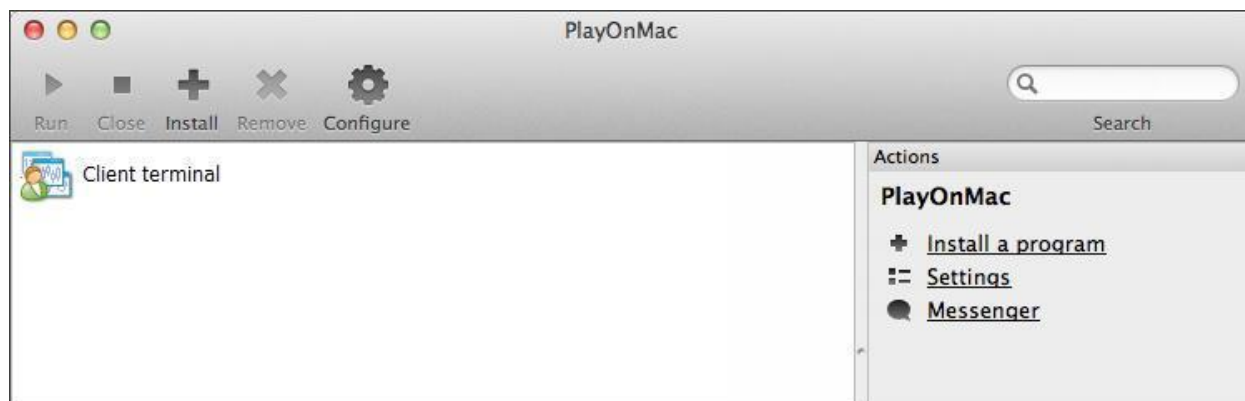 PlayOnMac
Run Close Install Remove Configure
Search
Client terminal
Actions
PlayOnMac
Install a program
Settings
Messenger